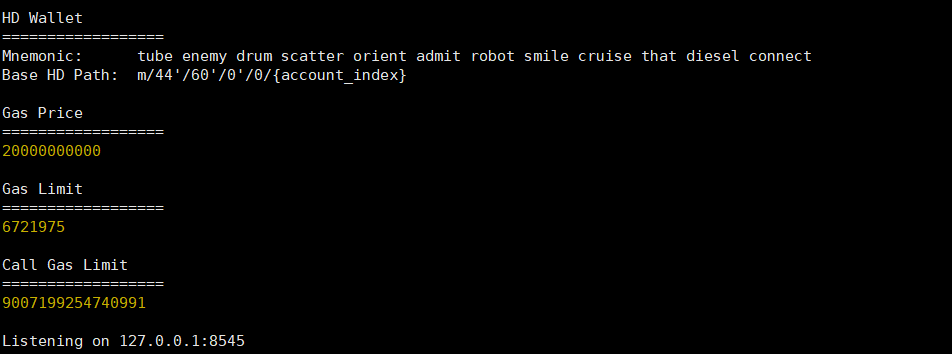 HD Wallet
==================
Mnemonic:      tube enemy drum scatter orient admit robot smile cruise that diesel connect
Base HD Path:  m/44'/60'/0'/0/{account_index}
Gas Price
==================
20000000000
Gas Limit
==================
6721975
Call Gas Limit
==================
9007199254740991
Listening on 127.0.0.1:8545